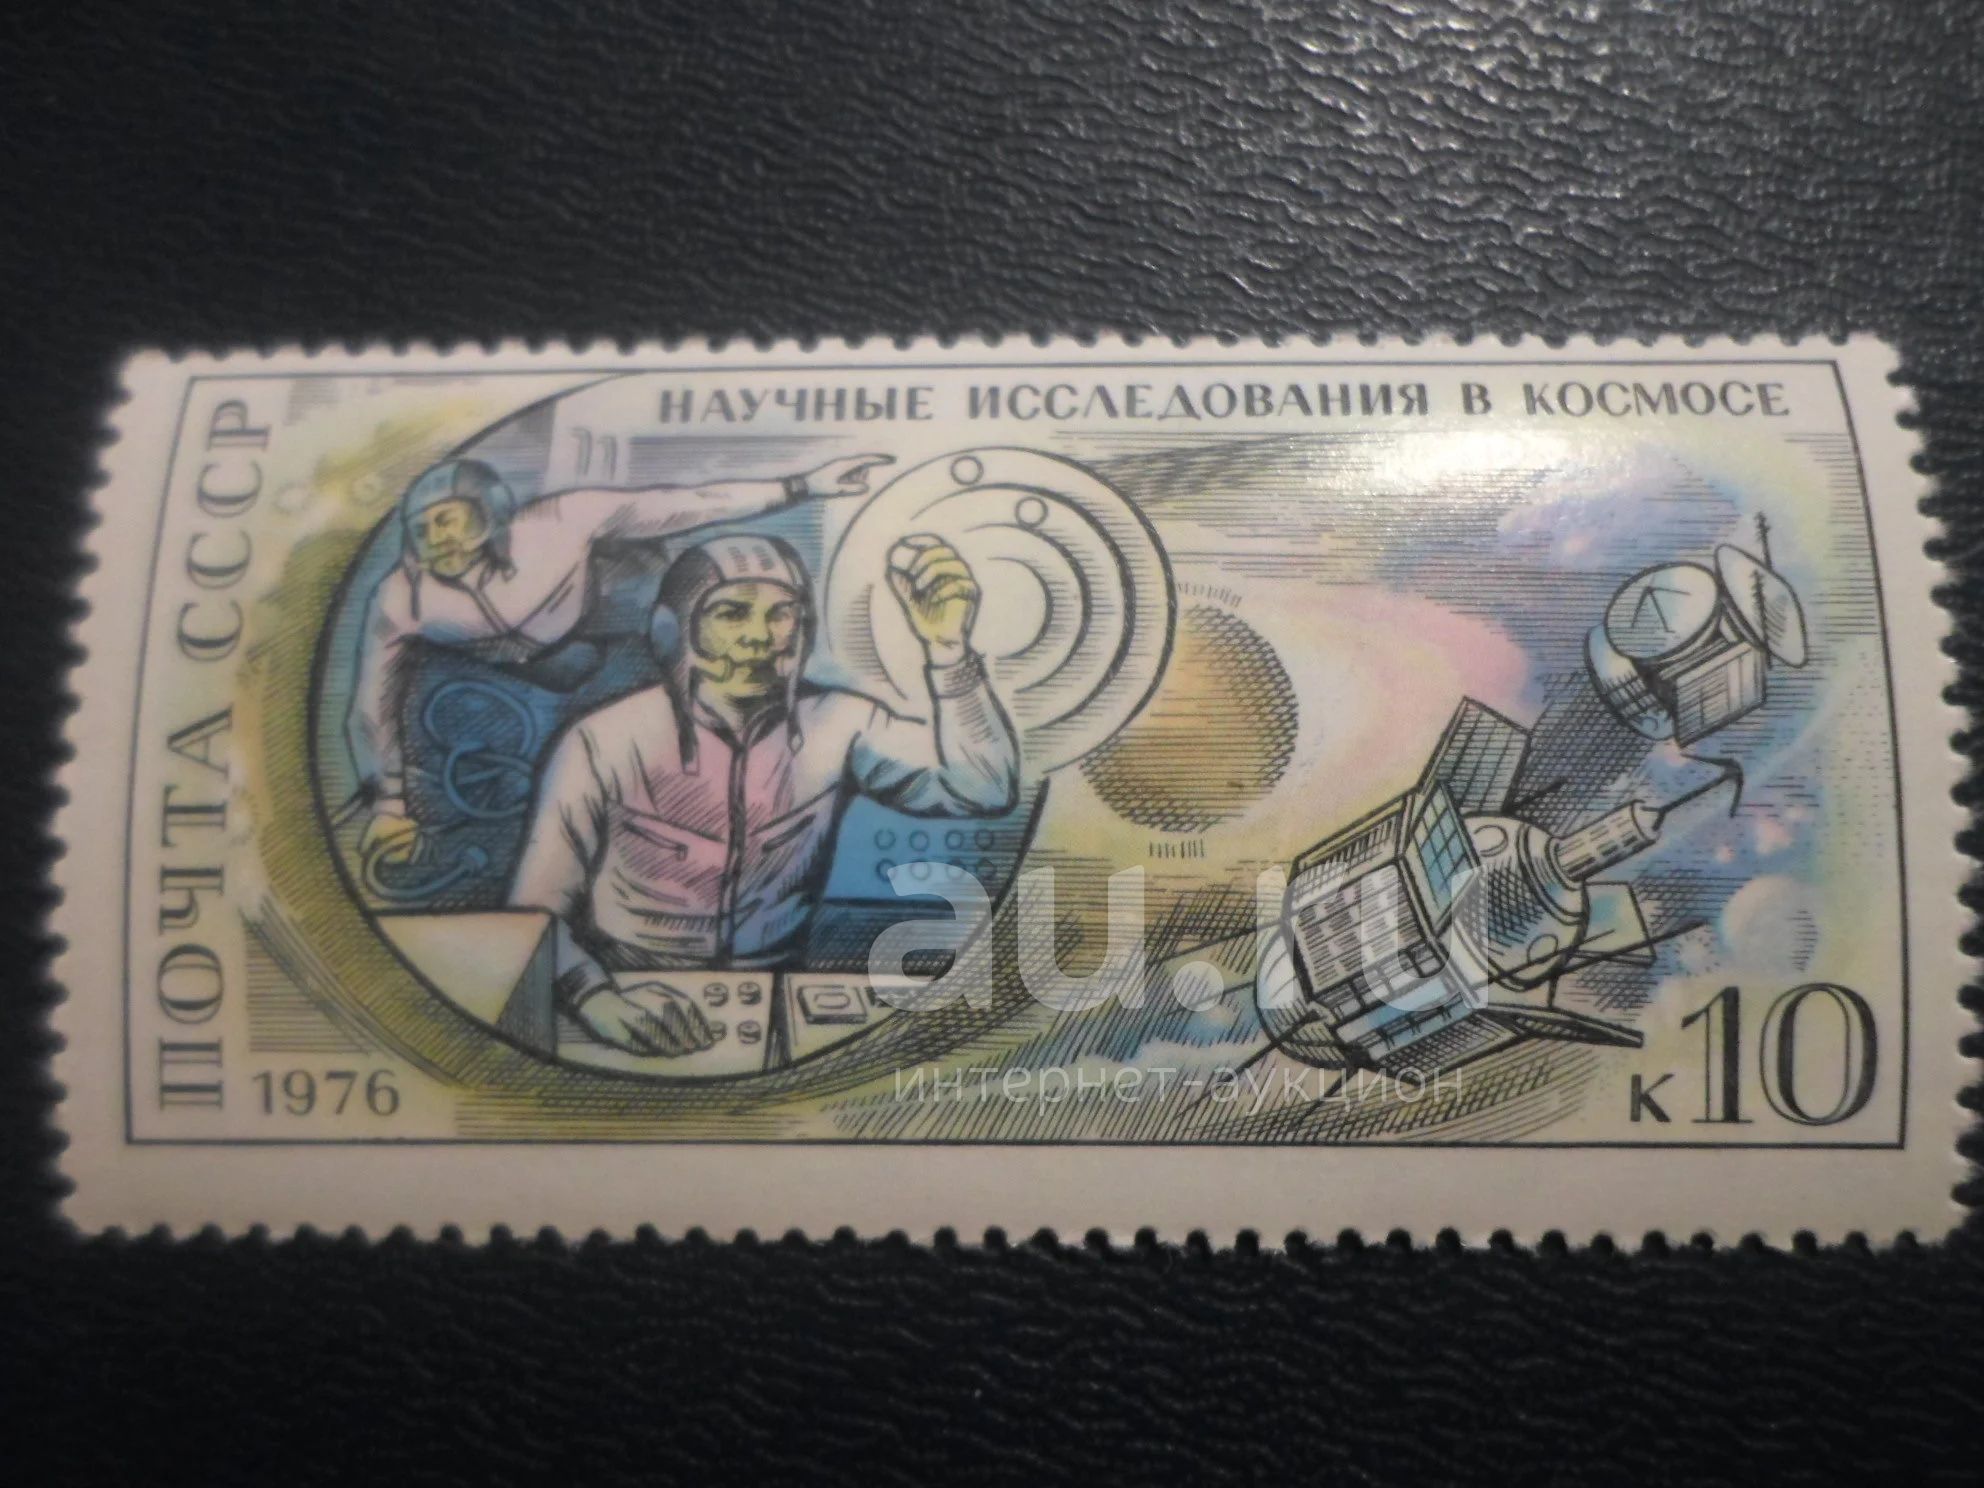 НАУЧНЫЕ ИССЛЕДОВАНИЯ В КОСМОСЕ
ПОЧТА СССР
1976
к10
au.ru
интернет-аукцион